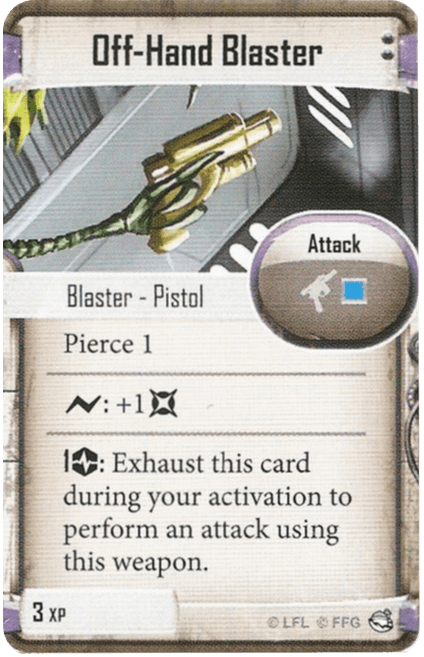 Off-Hand Blaster
Attack
Blaster - Pistol
Pierce 1
: +1
1: Exhaust this card
during your activation to
perform an attack using
this weapon.
3 XP
© LFL © FFG